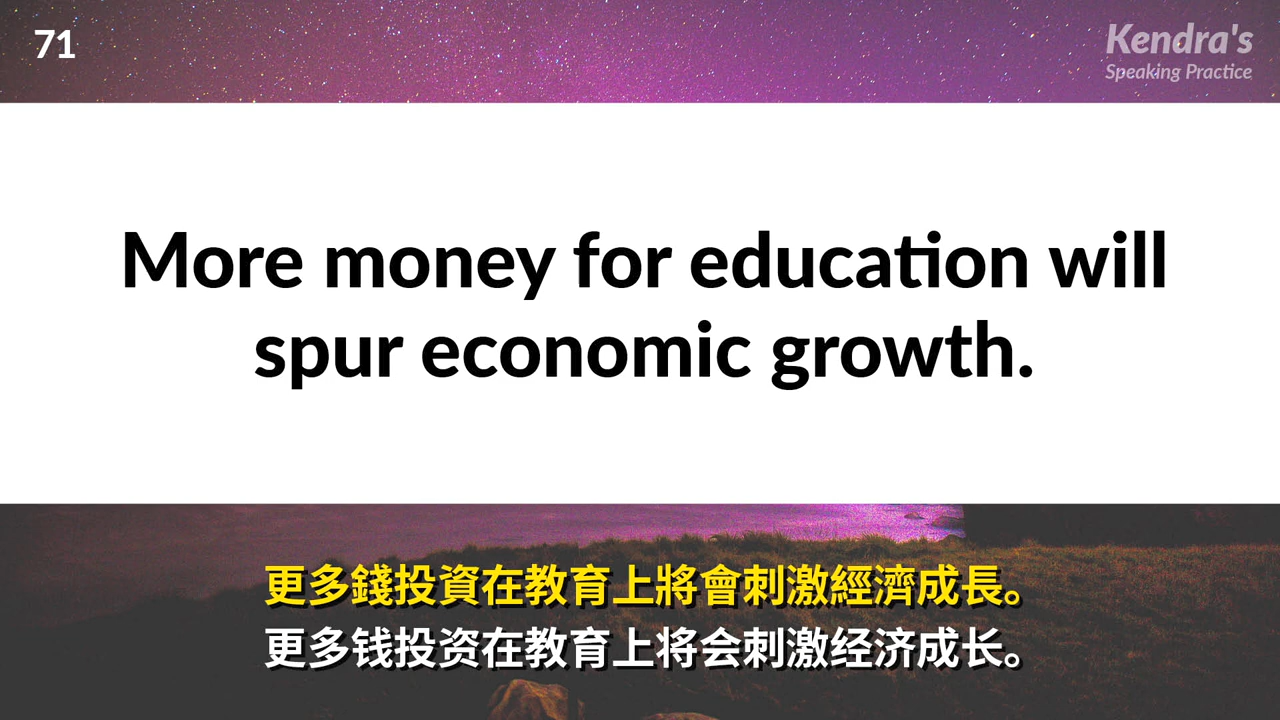 71
Kendra's
Speaking Practice
More money for education will
spur economic growth.
更多錢投資在教育上將會刺激經濟成長。
更多钱投资在教育上将会刺激经济成长。